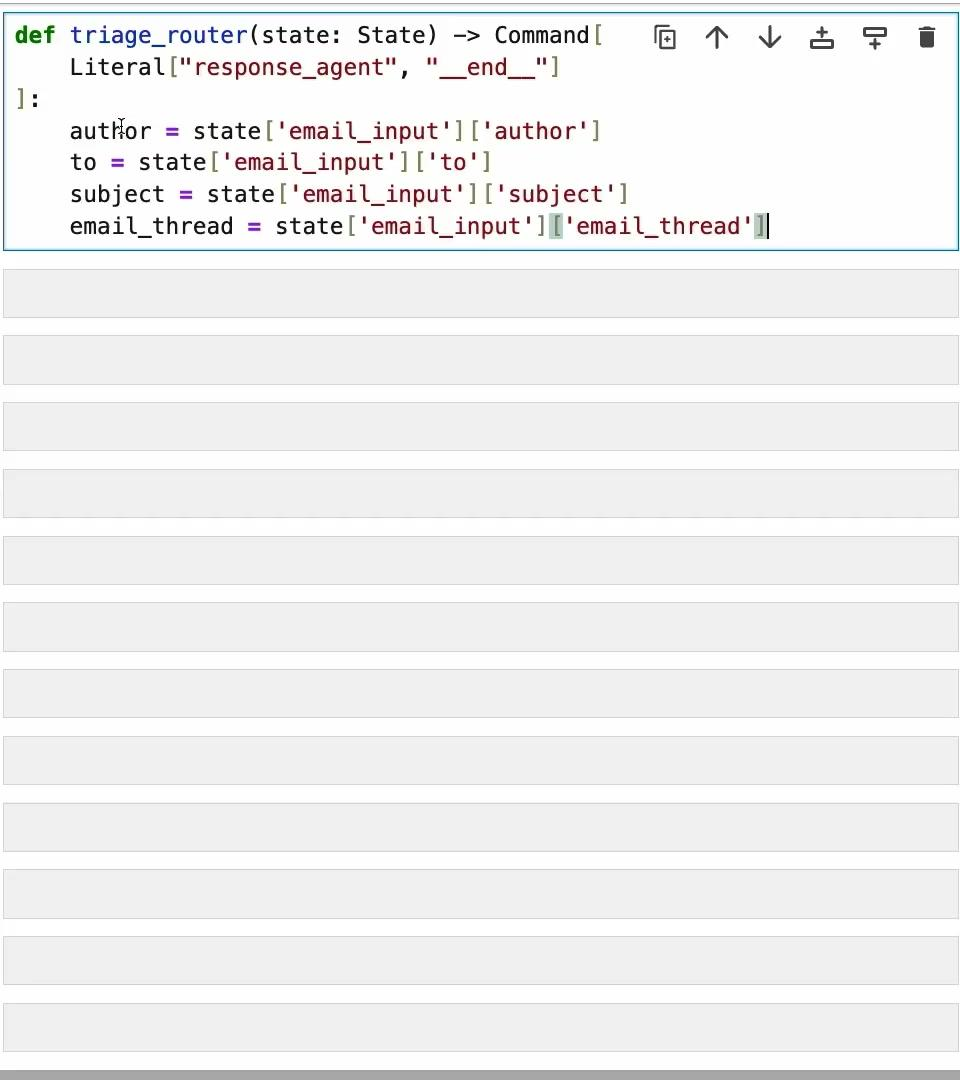 def triage_router(state: State) -> Command[
    Literal["response_agent", "__end__"]
]:
    author = state['email_input']['author']
    to = state['email_input']['to']
    subject = state['email_input']['subject']
    email_thread = state['email_input']['email_thread']